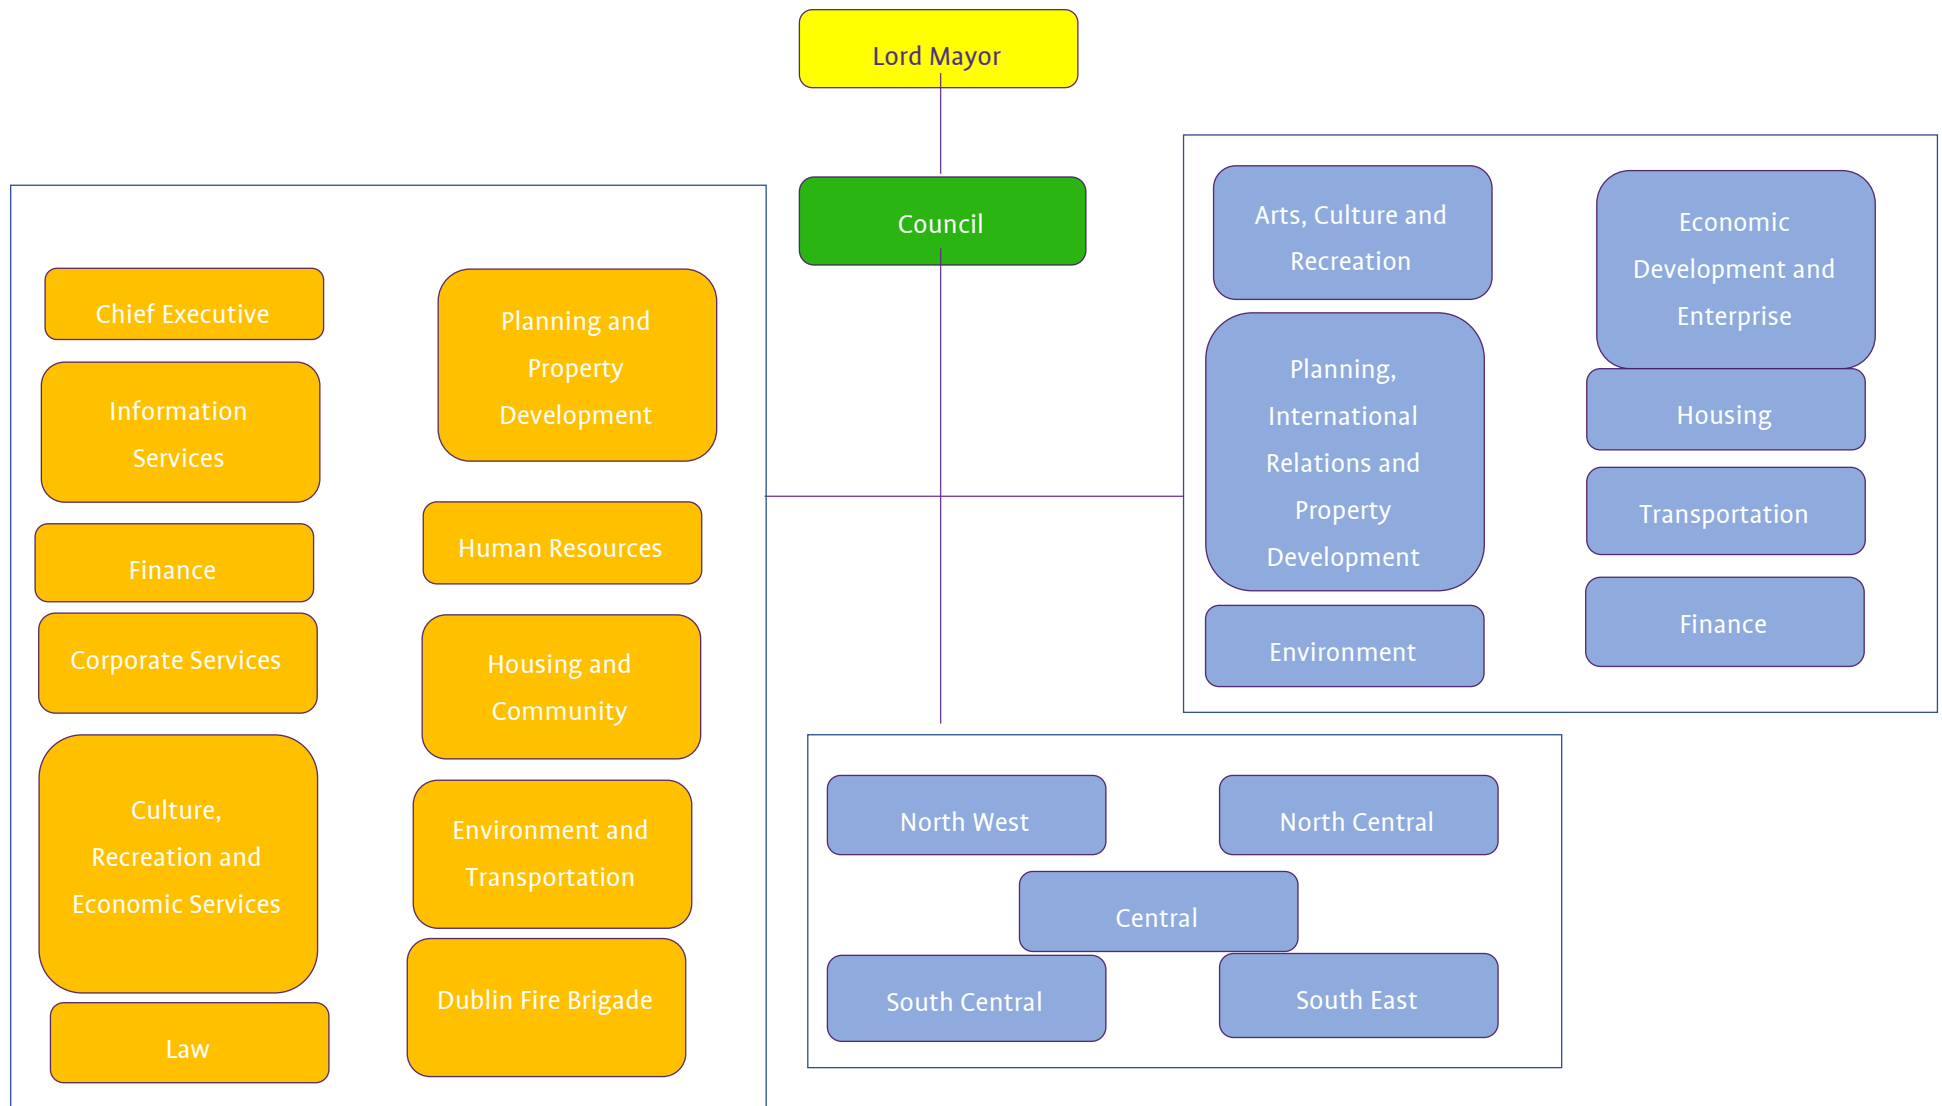 Lord Mayor
Council
Chief Executive
Information
Services
Finance
Corporate Services
Culture,
Recreation and
Economic Services
Law
Planning and
Property
Development
Human Resources
Housing and
Community
Environment and
Transportation
Dublin Fire Brigade
Arts, Culture and
Recreation
Planning,
International
Relations and
Property
Development
Environment
Economic
Development and
Enterprise
Housing
Transportation
Finance
North West
North Central
Central
South Central
South East